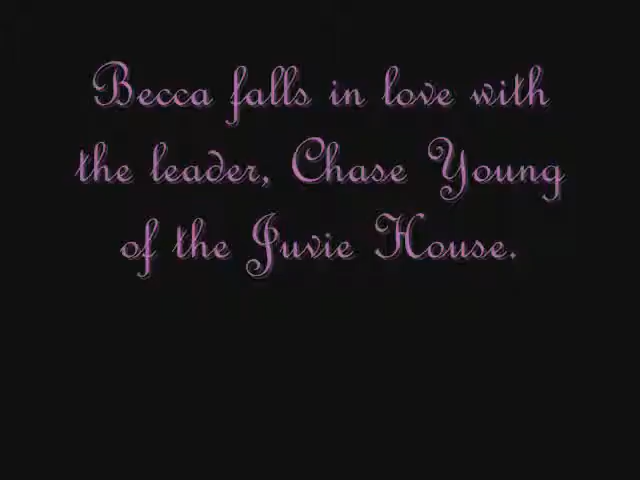 Becca falls in love with
the leader, Chase Young
of the Juvie House.